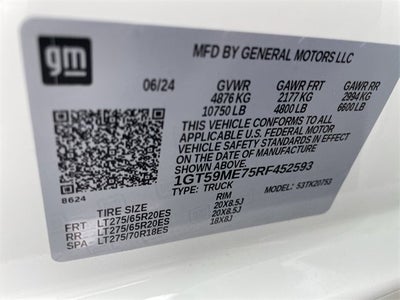 gm
MFD BY GENERAL MOTORS LLC
06/24 GVWR GAWR FRT GAWR RR
4876 KG 2177 KG 2994 KG
10750 LB 4800 LB 6600 LB
THIS VEHICLE CONFORMS TO ALL
APPLICABLE U.S. FEDERAL MOTOR
VEHICLE SAFETY STANDARDS IN EFFECT ON
THE DATE OF MANUFACTURE SHOWN ABOVE.
1GT59ME75RF452593
8624 TYPE: TRUCK 53TK20753
TIRE SIZE RIM
FRT LT275/65R20ES 20X8.5J
RR LT275/65R20ES 20X8.5J
SPA LT275/70R18ES 18X8J